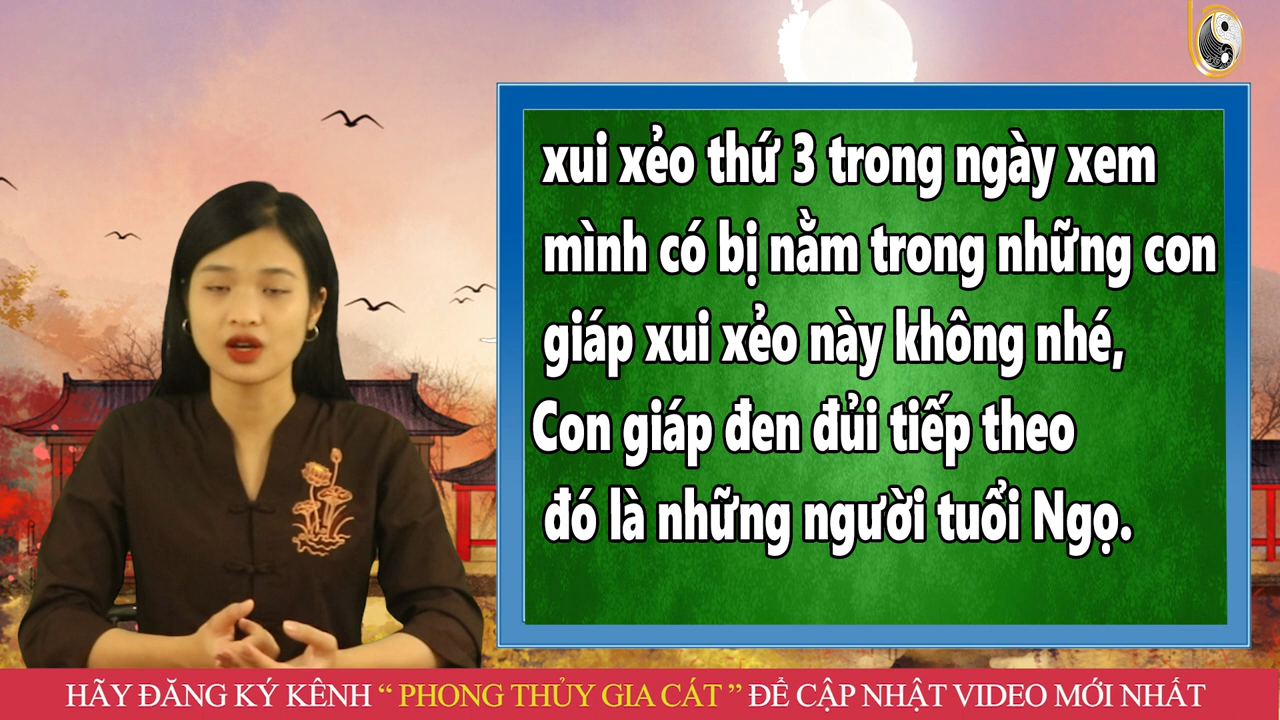 xui xẻo thứ 3 trong ngày xem
mình có bị nằm trong những con
giáp xui xẻo này không nhé,
Con giáp đen đủi tiếp theo
đó là những người tuổi Ngọ.
HÃY ĐĂNG KÝ KÊNH “ PHONG THỦY GIA CÁT ” ĐỂ CẬP NHẬT VIDEO MỚI NHẤT